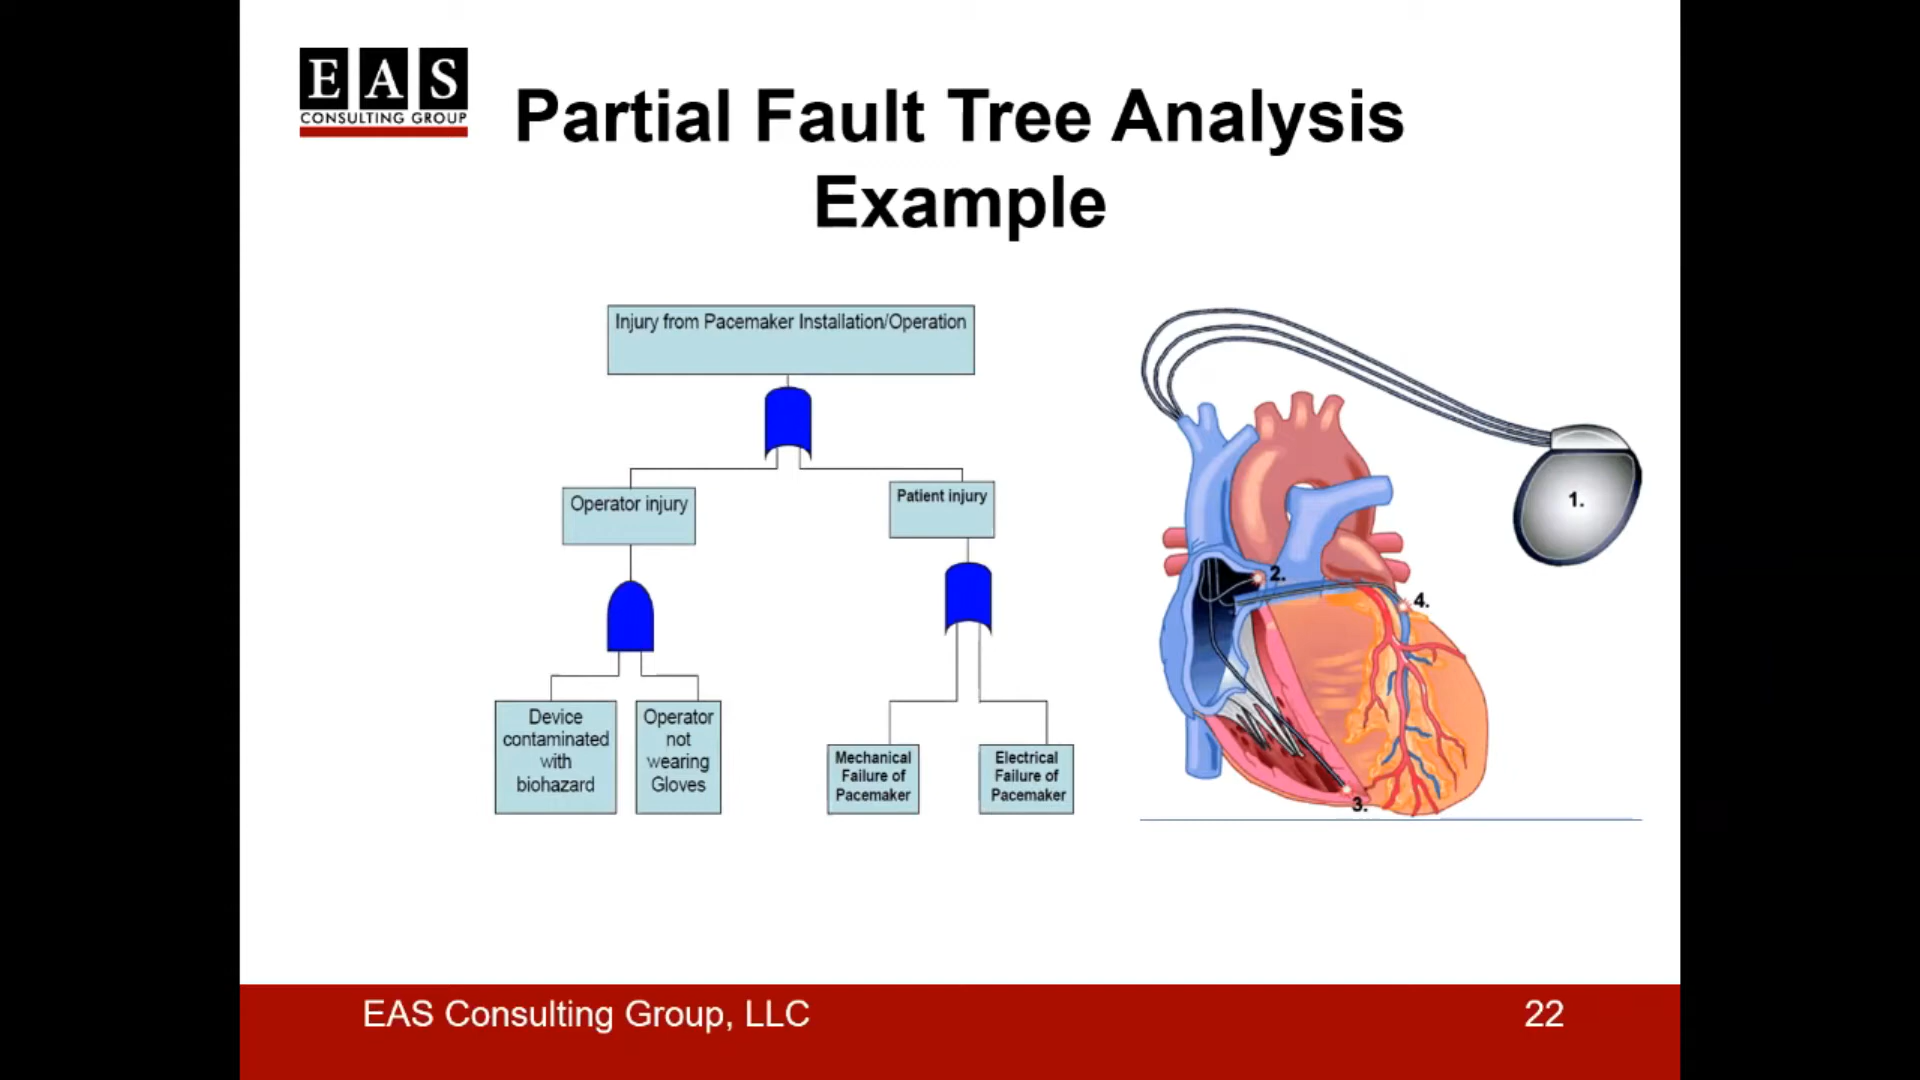 EAS
CONSULTING GROUP
Partial Fault Tree Analysis
Example
Injury from Pacemaker Installation/Operation
Operator injury
Patient injury
Device
contaminated
with
biohazard
Operator
not
wearing
Gloves
Mechanical
Failure of
Pacemaker
Electrical
Failure of
Pacemaker
1.
2.
4.
3.
EAS Consulting Group, LLC
22